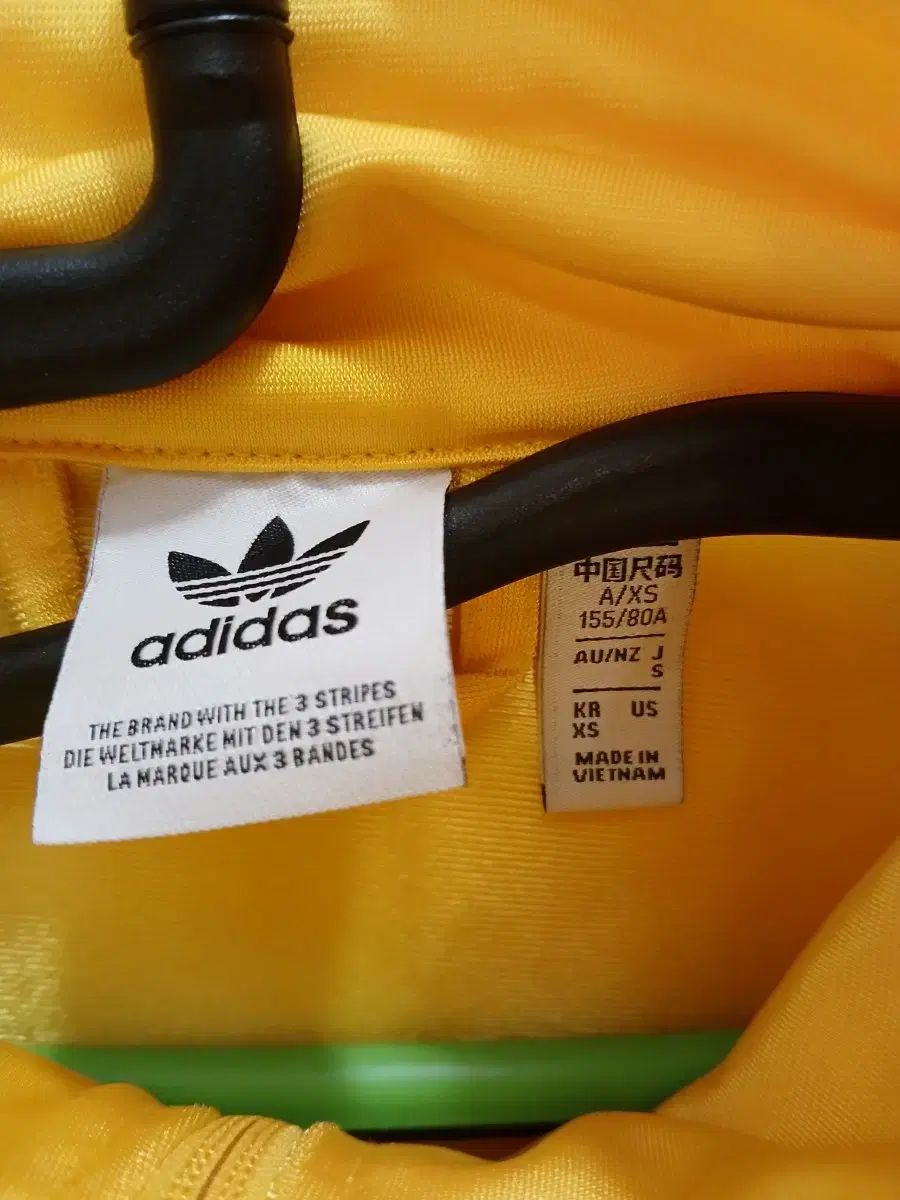 adidas
THE BRAND WITH THE 3 STRIPES
DIE WELTMARKE MIT DEN 3 STREIFEN
LA MARQUE AUX 3 BANDES
中国尺码
A/XS
155/80A
AU/NZ J
S
KR US
XS
MADE IN
VIETNAM